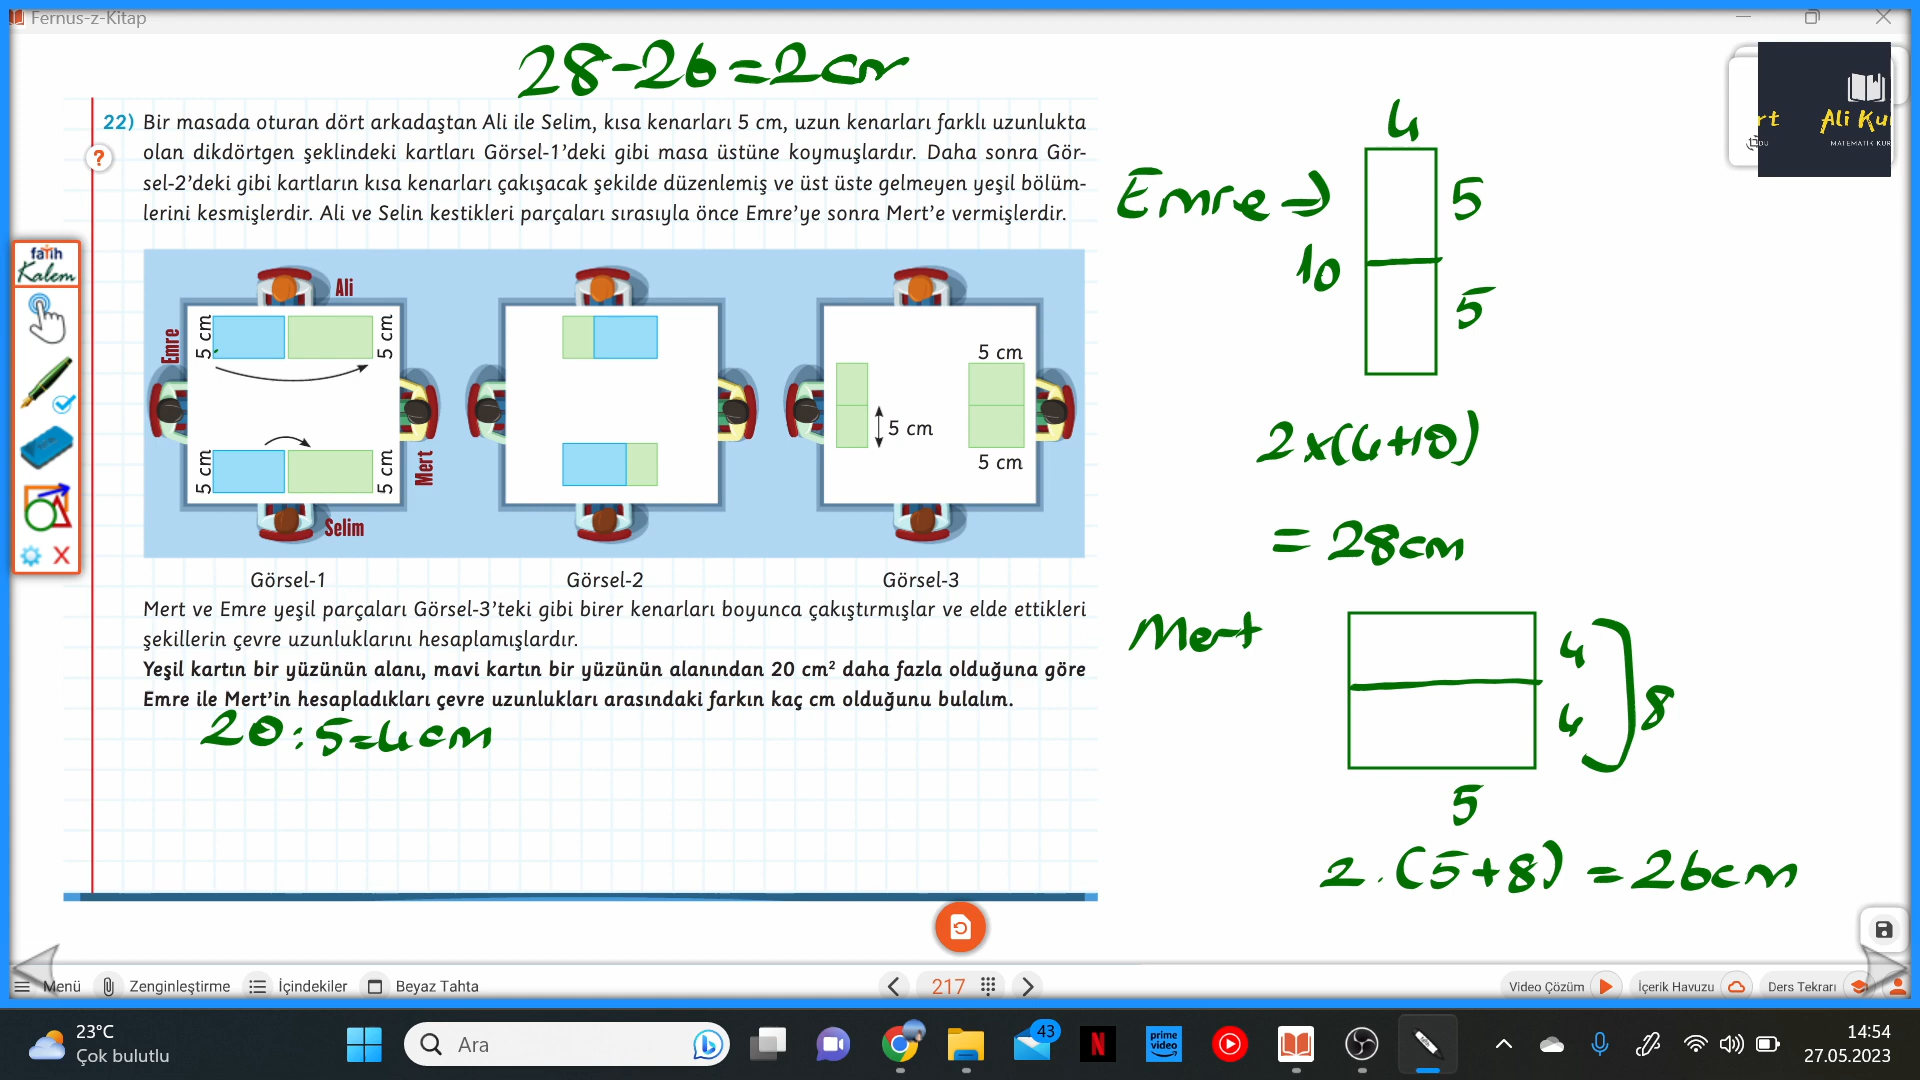 Fernus-z-Kitap
28-26=2cm
22) Bir masada oturan dört arkadaştan Ali ile Selim, kısa kenarları 5 cm, uzun kenarları farklı uzunlukta
olan dikdörtgen şeklindeki kartları Görsel-1’deki gibi masa üstüne koymuşlardır. Daha sonra Gör-
sel-2’deki gibi kartların kısa kenarları çakışacak şekilde düzenlemiş ve üst üste gelmeyen yeşil bölüm-
lerini kesmişlerdir. Ali ve Selin kestikleri parçaları sırasıyla önce Emre’ye sonra Mert’e vermişlerdir.
?
fatih
Kalem
Ali
Emre
5 cm
5 cm
5 cm
5 cm
Mert
Selim
5 cm
5 cm
5 cm
Görsel-1
Görsel-2
Görsel-3
Mert ve Emre yeşil parçaları Görsel-3’teki gibi birer kenarları boyunca çakıştırmışlar ve elde ettikleri
şekillerin çevre uzunluklarını hesaplamışlardır.
Yeşil kartın bir yüzünün alanı, mavi kartın bir yüzünün alanından 20 cm² daha fazla olduğuna göre
Emre ile Mert’in hesapladıkları çevre uzunlukları arasındaki farkın kaç cm olduğunu bulalım.
20:5=4cm
4
Emre→
5
10
5
2x(4+10)
=28cm
Mert
4
4
8
5
2.(5+8)=26cm
rt
Ali Ku
MATEMATİK KUR
Menü
Zenginleştirme
İçindekiler
Beyaz Tahta
217
Video Çözüm
İçerik Havuzu
Ders Tekrarı
23°C
Çok bulutlu
Ara
43
N
prime
video
14:54
27.05.2023